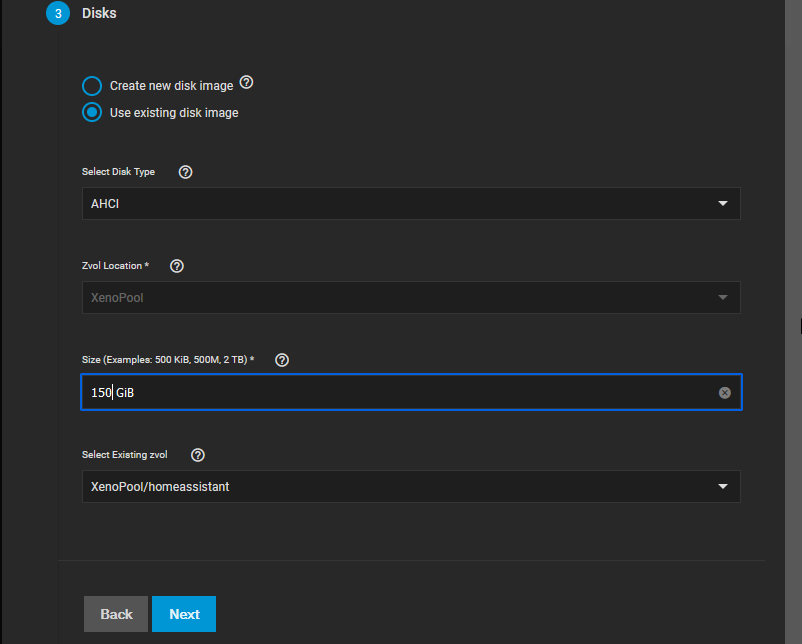 3 Disks
Create new disk image ?
Use existing disk image
Select Disk Type ?
AHCI
Zvol Location * ?
XenoPool
Size (Examples: 500 KiB, 500M, 2 TB) * ?
150 GiB
Select Existing zvol ?
XenoPool/homeassistant
Back Next